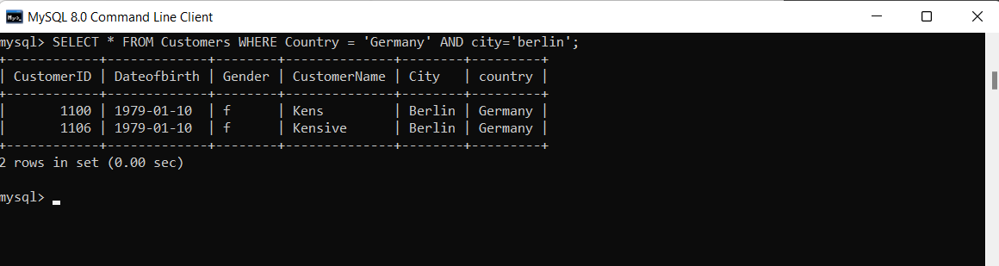 MySQL 8.0 Command Line Client
mysql> SELECT * FROM Customers WHERE Country = 'Germany' AND city='berlin';
+------------+-------------+--------+--------------+--------+---------+
| CustomerID | Dateofbirth | Gender | CustomerName | City   | country |
+------------+-------------+--------+--------------+--------+---------+
|       1100 | 1979-01-10  | f      | Kens         | Berlin | Germany |
|       1106 | 1979-01-10  | f      | Kensive      | Berlin | Germany |
+------------+-------------+--------+--------------+--------+---------+
2 rows in set (0.00 sec)
mysql>